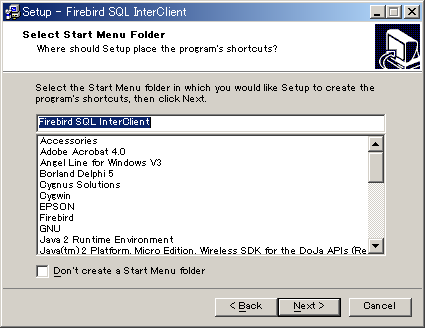 Setup - Firebird SQL InterClient
Select Start Menu Folder
Where should Setup place the program's shortcuts?
Select the Start Menu folder in which you would like Setup to create the
program's shortcuts, then click Next.
Firebird SQL InterClient
Accessories
Adobe Acrobat 4.0
Angel Line for Windows V3
Borland Delphi 5
Cygnus Solutions
Cygwin
EPSON
Firebird
GNU
Java 2 Runtime Environment
Java(tm) 2 Platform, Micro Edition, Wireless SDK for the DoJa APIs (Re
Don't create a Start Menu folder
< Back
Next >
Cancel